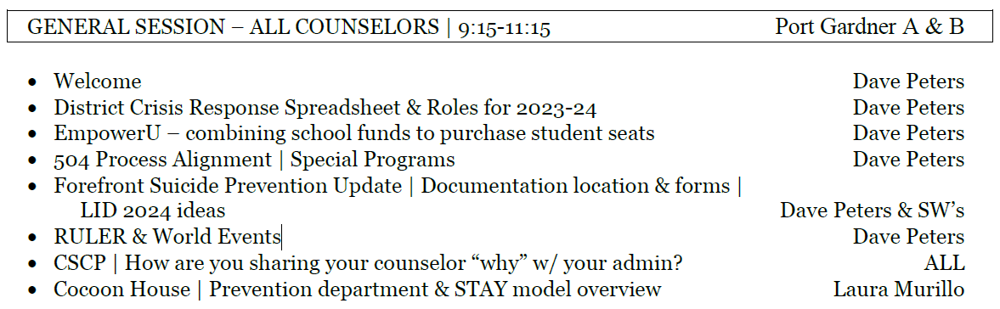 GENERAL SESSION – ALL COUNSELORS | 9:15-11:15 Port Gardner A & B
• Welcome Dave Peters
• District Crisis Response Spreadsheet & Roles for 2023-24 Dave Peters
• EmpowerU – combining school funds to purchase student seats Dave Peters
• 504 Process Alignment | Special Programs Dave Peters
• Forefront Suicide Prevention Update | Documentation location & forms |
LID 2024 ideas Dave Peters & SW’s
• RULER & World Events Dave Peters
• CSCP | How are you sharing your counselor “why” w/ your admin? ALL
• Cocoon House | Prevention department & STAY model overview Laura Murillo